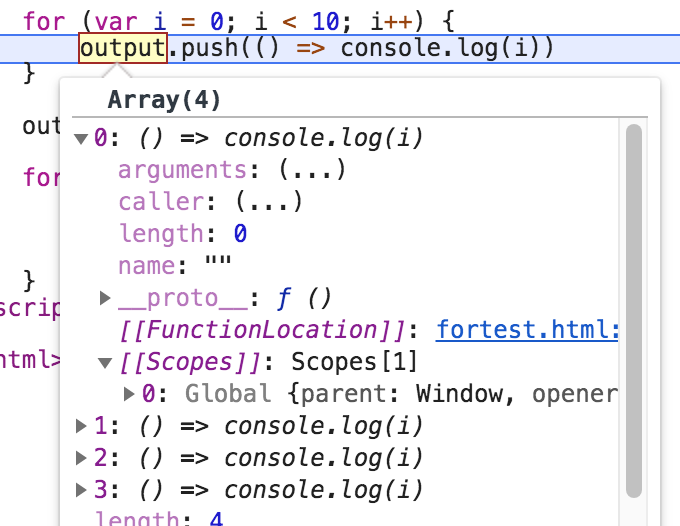 for (var i = 0; i < 10; i++) {
output.push(() => console.log(i))
}
Array(4)
out
0: () => console.log(i)
for
arguments: (...)
caller: (...)
length: 0
name: ""
}
__proto__: ƒ ()
scrip
[[FunctionLocation]]: fortest.html:
html>
[[Scopes]]: Scopes[1]
0: Global {parent: Window, opener
1: () => console.log(i)
2: () => console.log(i)
3: () => console.log(i)
length: 4